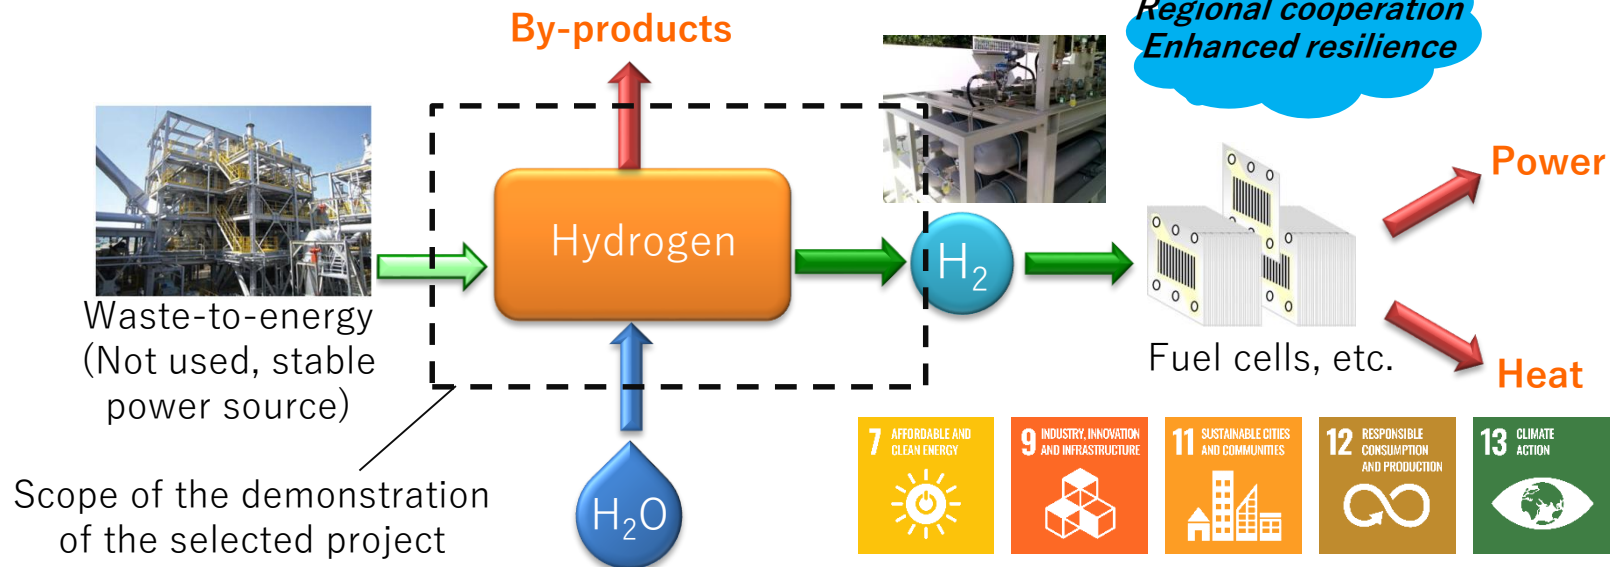 By-products
Regional cooperation
Enhanced resilience
Hydrogen
H₂
Power
Heat
Waste-to-energy
(Not used, stable
power source)
Fuel cells, etc.
Scope of the demonstration
of the selected project
H₂O
7 AFFORDABLE AND
CLEAN ENERGY
9 INDUSTRY, INNOVATION
AND INFRASTRUCTURE
11 SUSTAINABLE CITIES
AND COMMUNITIES
12 RESPONSIBLE
CONSUMPTION
AND PRODUCTION
13 CLIMATE
ACTION